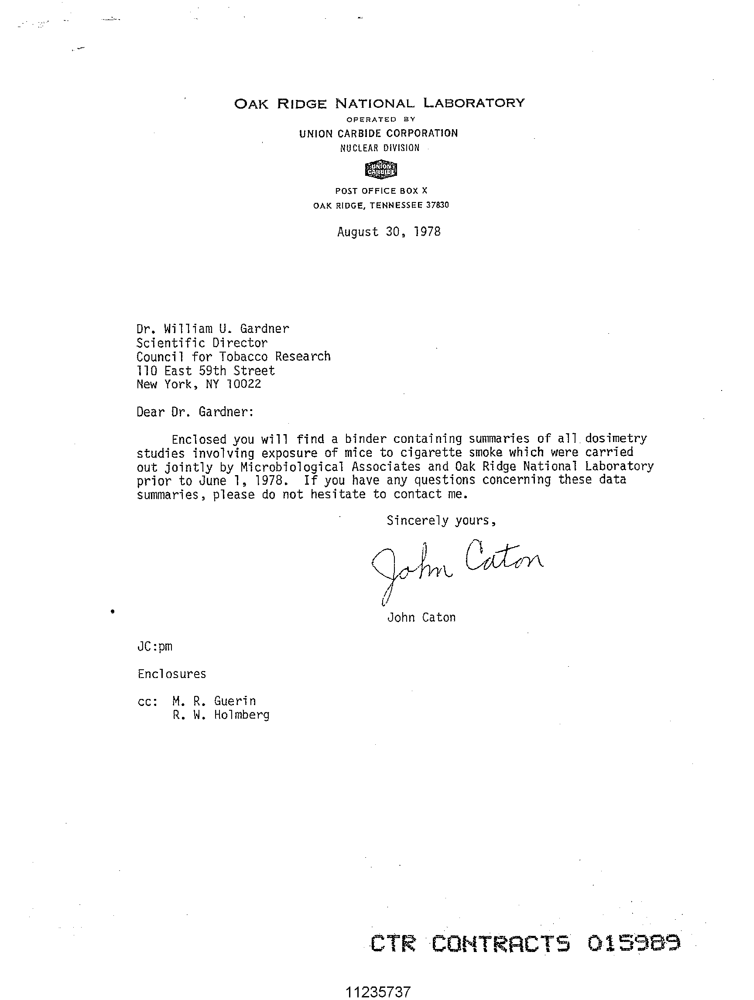 OAK RIDGE NATIONAL LABORATORY
OPERATED BY
UNION CARBIDE CORPORATION
NUCLEAR DIVISION
UNION
CARBIDE
POST OFFICE BOX X
OAK RIDGE, TENNESSEE 37830
August 30, 1978
Dr. William U. Gardner
Scientific Director
Council for Tobacco Research
110 East 59th Street
New York, NY 10022
Dear Dr. Gardner:
Enclosed you will find a binder containing summaries of all dosimetry
studies involving exposure of mice to cigarette smoke which were carried
out jointly by Microbiological Associates and Oak Ridge National Laboratory
prior to June 1, 1978. If you have any questions concerning these data
summaries, please do not hesitate to contact me.
Sincerely yours,
John Caton
John Caton
JC:pm
Enclosures
cc: M. R. Guerin
R. W. Holmberg
CTR CONTRACTS 015989
11235737